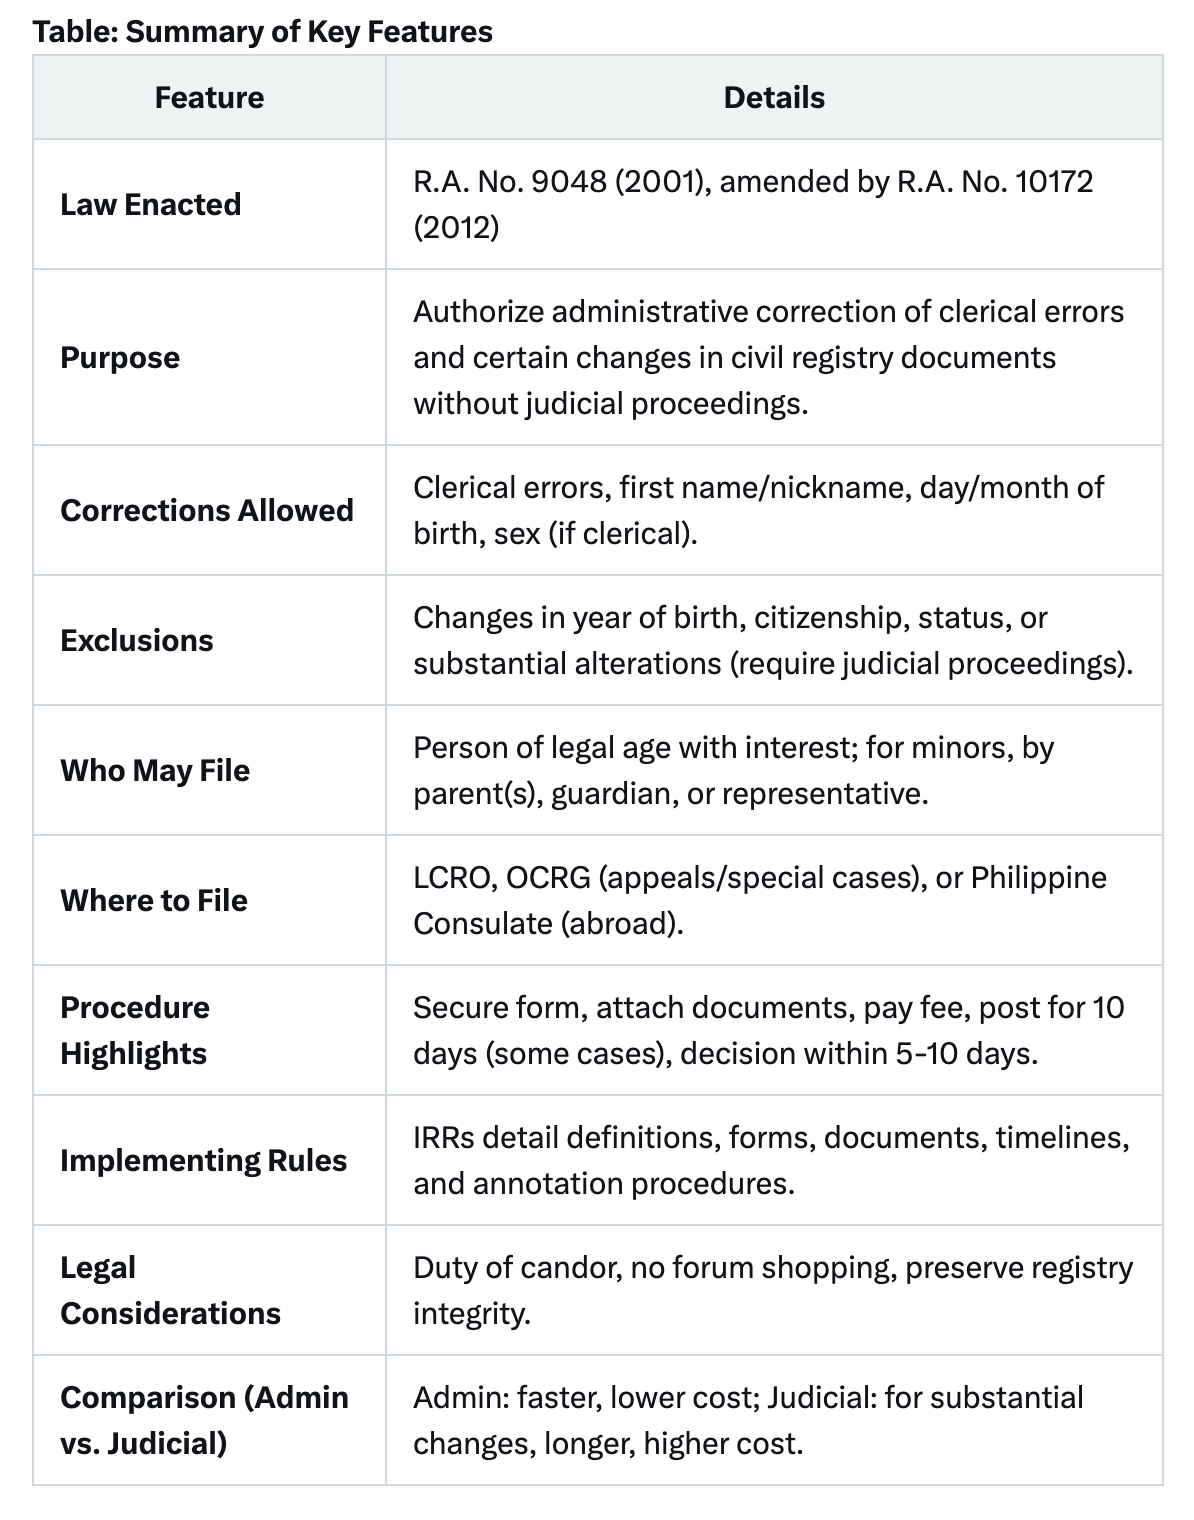 Table: Summary of Key Features
Feature
Details
Law Enacted
R.A. No. 9048 (2001), amended by R.A. No. 10172
(2012)
Purpose
Authorize administrative correction of clerical errors
and certain changes in civil registry documents
without judicial proceedings.
Corrections Allowed
Clerical errors, first name/nickname, day/month of
birth, sex (if clerical).
Exclusions
Changes in year of birth, citizenship, status, or
substantial alterations (require judicial proceedings).
Who May File
Person of legal age with interest; for minors, by
parent(s), guardian, or representative.
Where to File
LCRO, OCRG (appeals/special cases), or Philippine
Consulate (abroad).
Procedure
Highlights
Secure form, attach documents, pay fee, post for 10
days (some cases), decision within 5-10 days.
Implementing Rules
IRRs detail definitions, forms, documents, timelines,
and annotation procedures.
Legal
Considerations
Duty of candor, no forum shopping, preserve registry
integrity.
Comparison (Admin
vs. Judicial)
Admin: faster, lower cost; Judicial: for substantial
changes, longer, higher cost.